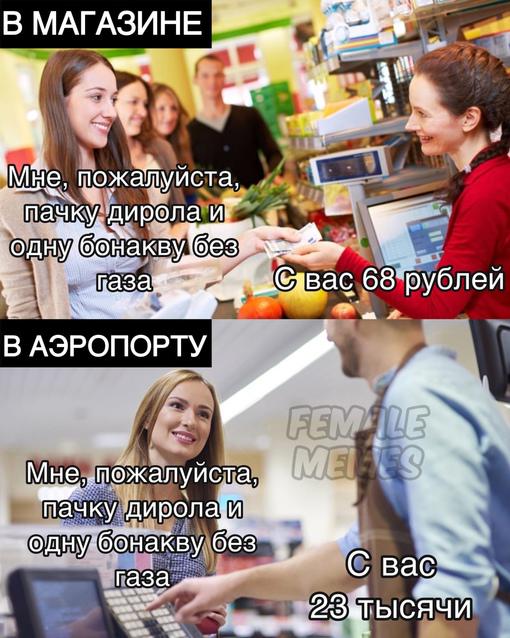 В МАГАЗИНЕ
Мне, пожалуйста,
пачку дирола и
одну бонакву без
газа
С вас 68 рублей
В АЭРОПОРТУ
FEMALE
MEMES
Мне, пожалуйста,
пачку дирола и
одну бонакву без
газа
С вас
23 тысячи